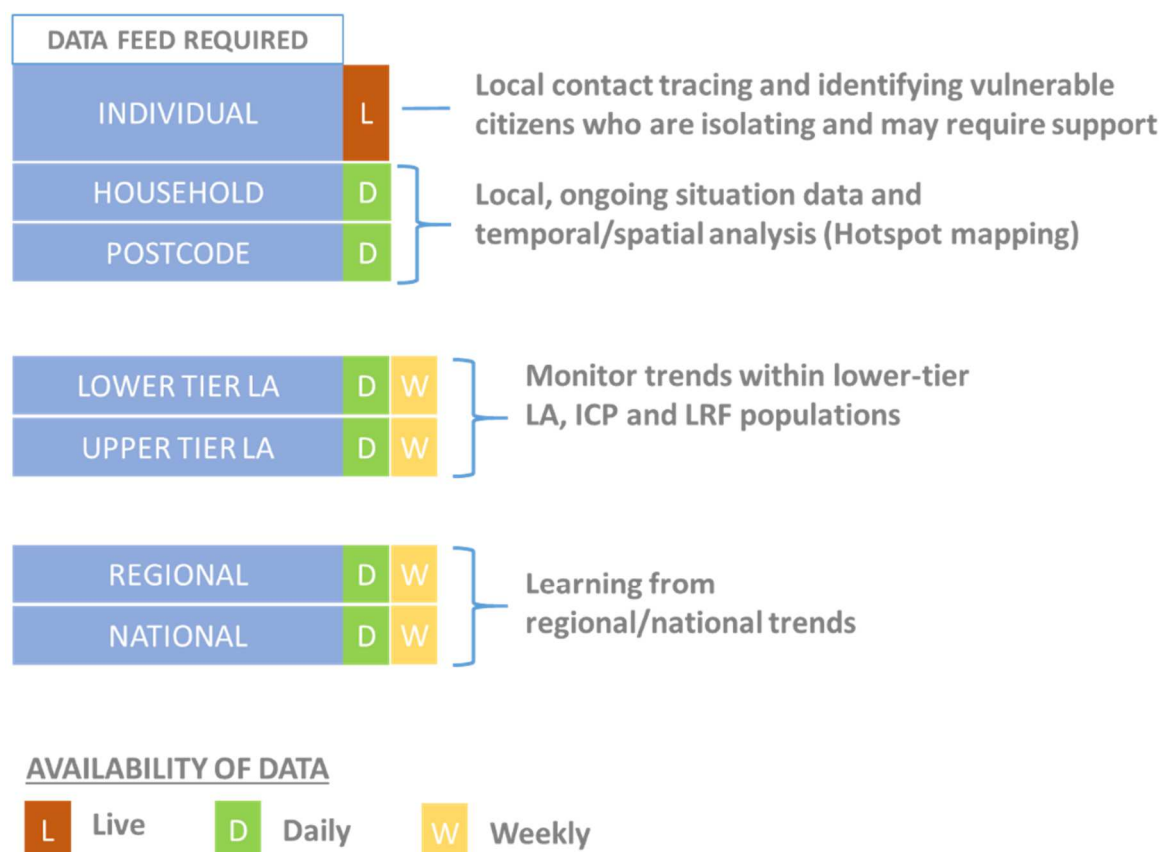 DATA FEED REQUIRED
INDIVIDUAL L
Local contact tracing and identifying vulnerable
citizens who are isolating and may require support
HOUSEHOLD D
POSTCODE D
Local, ongoing situation data and
temporal/spatial analysis (Hotspot mapping)
LOWER TIER LA D W
UPPER TIER LA D W
Monitor trends within lower-tier
LA, ICP and LRF populations
REGIONAL D W
NATIONAL D W
Learning from
regional/national trends
AVAILABILITY OF DATA
L Live D Daily W Weekly